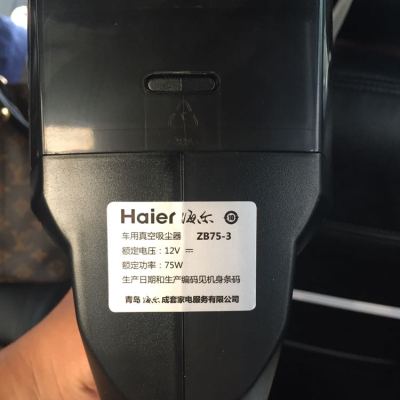 Haier 海尔 10
车用真空吸尘器 ZB75-3
额定电压:12V ⎓
额定功率:75W
生产日期和生产编码见机身条码
青岛海尔成套家电服务有限公司